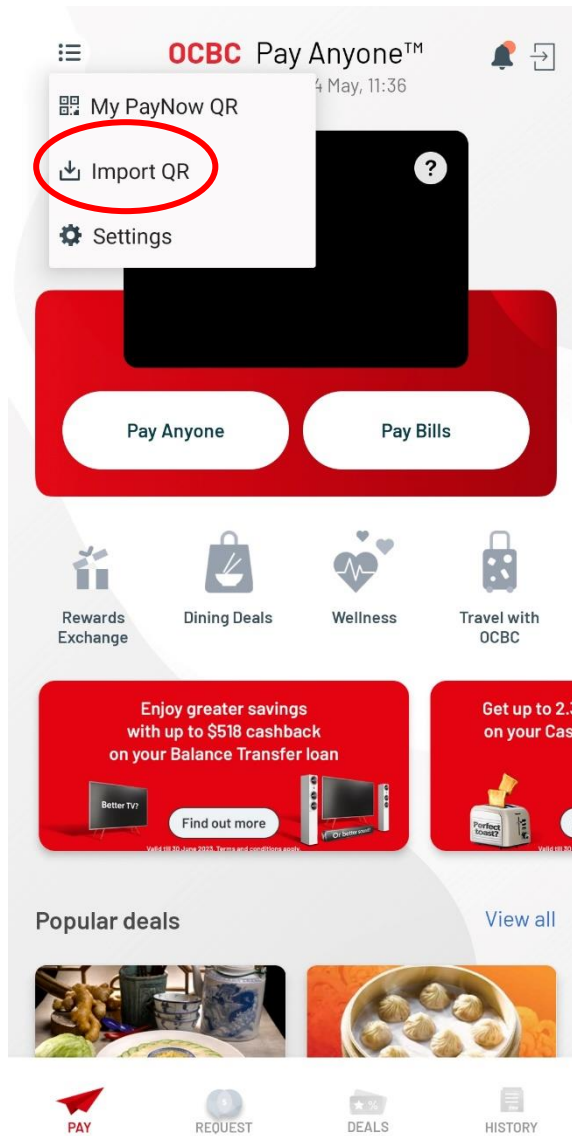 OCBC Pay Anyone™
4 May, 11:36
My PayNow QR
Import QR
Settings
?
Pay Anyone
Pay Bills
Rewards
Exchange
Dining Deals
Wellness
Travel with
OCBC
Enjoy greater savings
with up to $518 cashback
on your Balance Transfer loan
Better TV?
Find out more
Or better sound?
Valid till 30 June 2023. Terms and conditions apply.
Get up to 2.
on your Cas
Perfect
toast?
Valid till 30
Popular deals
View all
PAY
REQUEST
DEALS
HISTORY